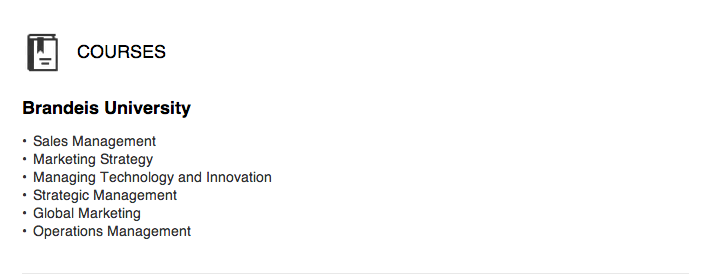 COURSES
Brandeis University
• Sales Management
• Marketing Strategy
• Managing Technology and Innovation
• Strategic Management
• Global Marketing
• Operations Management